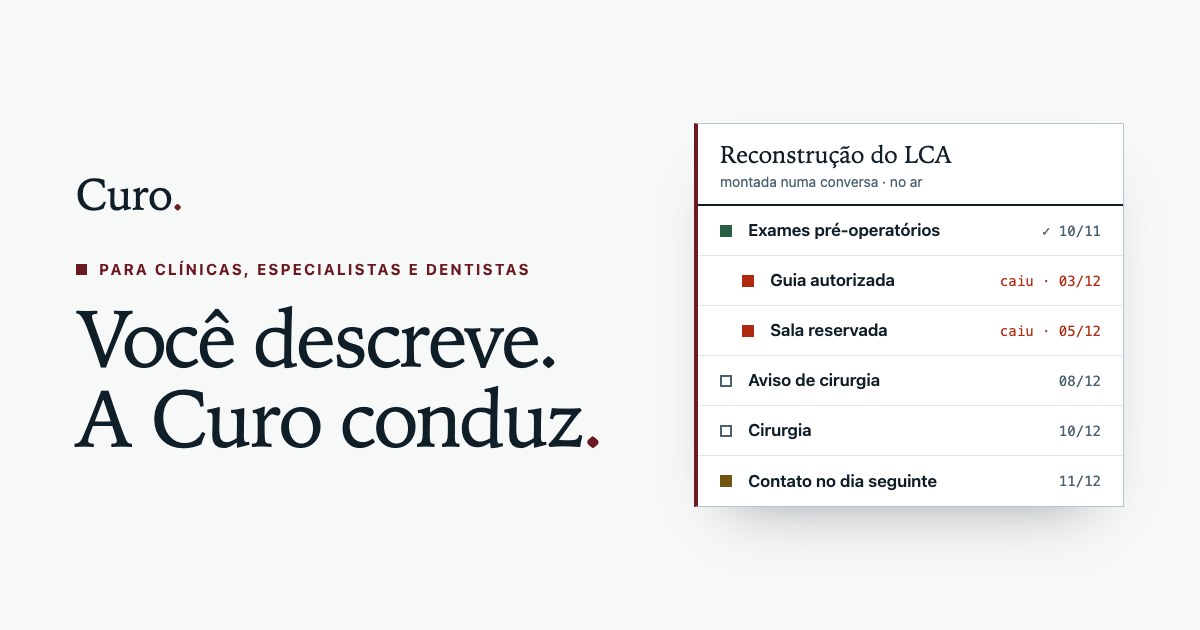 Curo.
PARA CLÍNICAS, ESPECIALISTAS E DENTISTAS
Você descreve.
A Curo conduz.
Reconstrução do LCA
montada numa conversa · no ar
Exames pré-operatórios ✓ 10/11
Guia autorizada caiu · 03/12
Sala reservada caiu · 05/12
Aviso de cirurgia 08/12
Cirurgia 10/12
Contato no dia seguinte 11/12